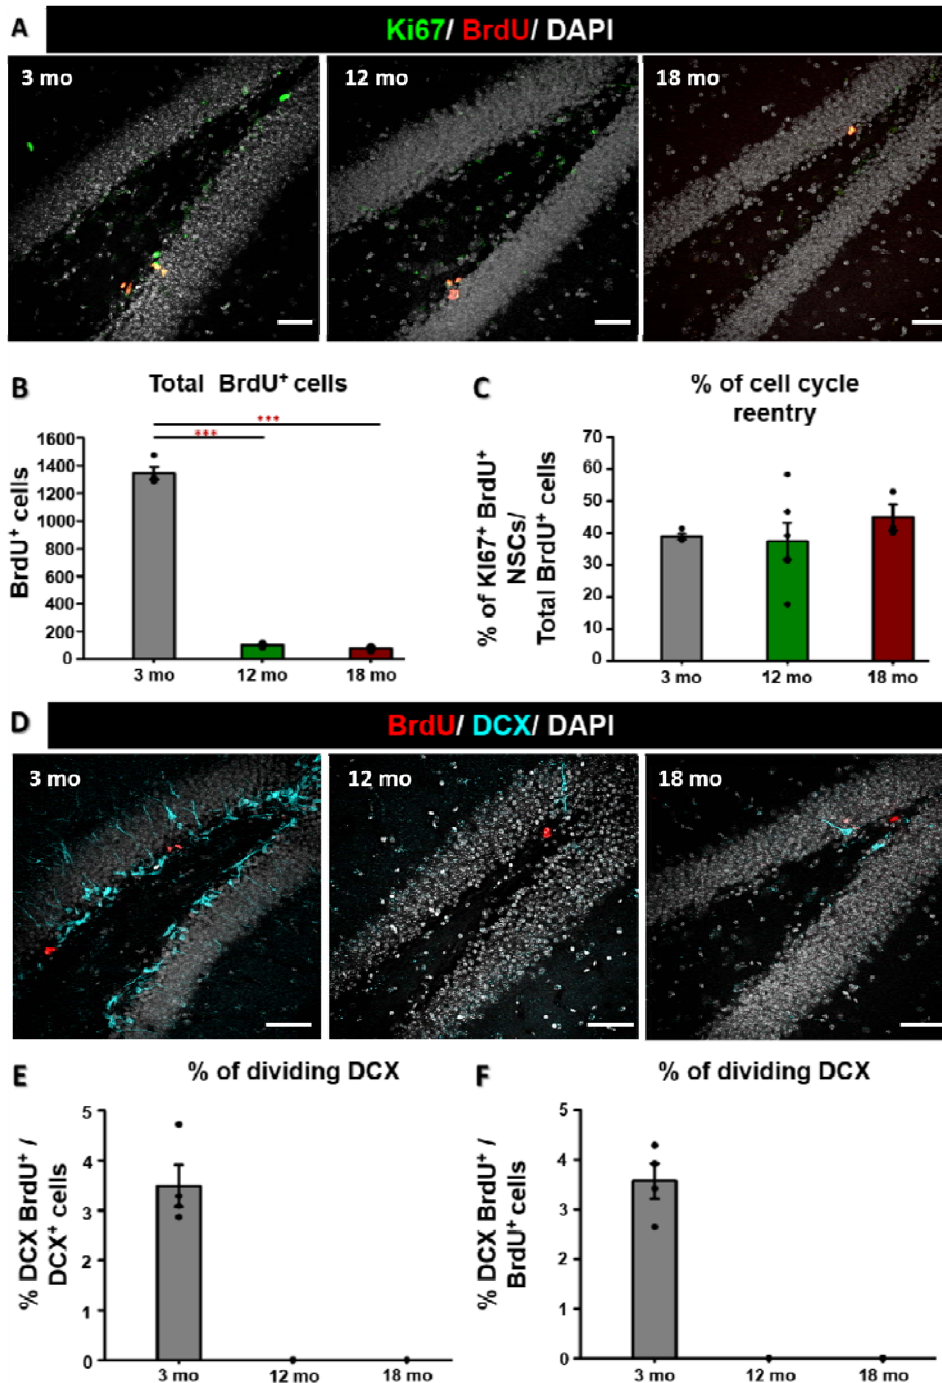 A
Ki67/ BrdU/ DAPI
3 mo
12 mo
18 mo
B
Total BrdU⁺ cells
***
***
BrdU⁺ cells
1600
1400
1200
1000
800
600
400
200
0
3 mo
12 mo
18 mo
C
% of cell cycle
reentry
% of KI67⁺ BrdU⁺
NSCs/
Total BrdU⁺ cells
70
60
50
40
30
20
10
0
3 mo
12 mo
18 mo
D
BrdU/ DCX/ DAPI
3 mo
12 mo
18 mo
E
% of dividing DCX
% DCX BrdU⁺ /
DCX⁺ cells
5
4
3
2
1
0
3 mo
12 mo
18 mo
F
% of dividing DCX
% DCX BrdU⁺ /
BrdU⁺ cells
5
4
3
2
1
0
3 mo
12 mo
18 mo